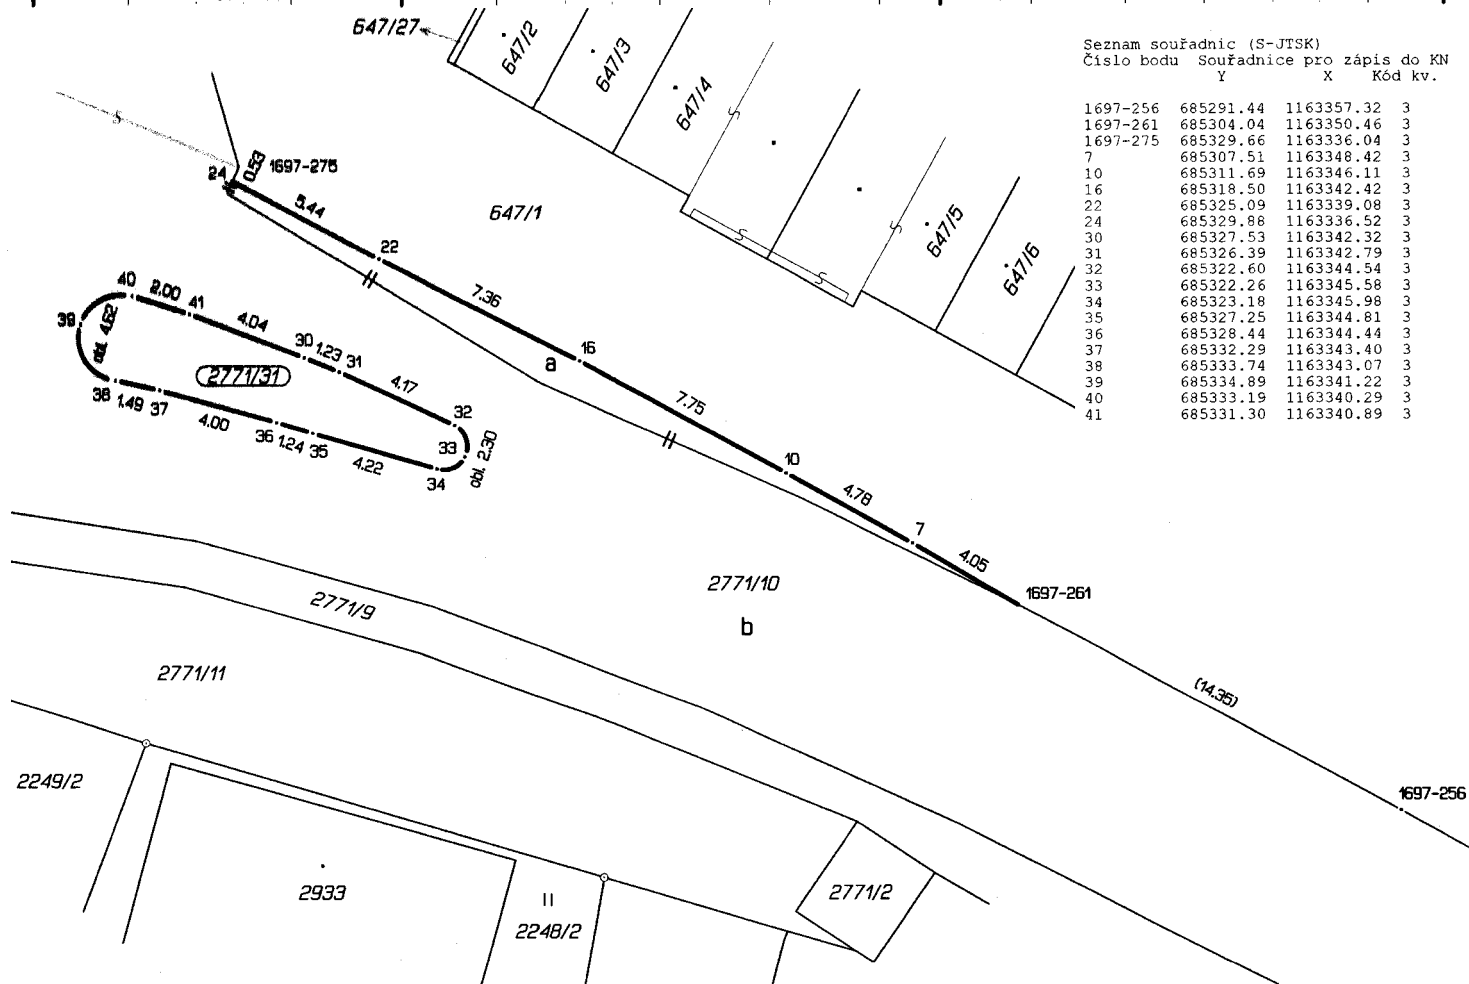 Seznam souřadnic (S-JTSK)
Číslo bodu Souřadnice pro zápis do KN
Y X Kód kv.
1697-256 685291.44 1163357.32 3
1697-261 685304.04 1163350.46 3
1697-275 685329.66 1163336.04 3
7 685307.51 1163348.42 3
10 685311.69 1163346.11 3
16 685318.50 1163342.42 3
22 685325.09 1163339.08 3
24 685329.88 1163336.52 3
30 685327.53 1163342.32 3
31 685326.39 1163342.79 3
32 685322.60 1163344.54 3
33 685322.26 1163345.58 3
34 685323.18 1163345.98 3
35 685327.25 1163344.81 3
36 685328.44 1163344.44 3
37 685332.29 1163343.40 3
38 685333.74 1163343.07 3
39 685334.89 1163341.22 3
40 685333.19 1163340.29 3
41 685331.30 1163340.89 3
647/27
647/2
647/3
647/4
647/5
647/6
647/1
S
S
S
S
S
24
0.53
1697-275
5.44
22
7.36
16
a
7.75
10
4.78
7
4.05
1697-261
(14.35)
1697-256
40
2.00
41
4.04
30
1.23
31
4.17
32
33
obl. 2.30
34
4.22
35
1.24
36
4.00
37
1.49
38
39
obl. 4.62
2771/31
2771/10
b
2771/9
2771/11
2249/2
2933
2248/2
2771/2